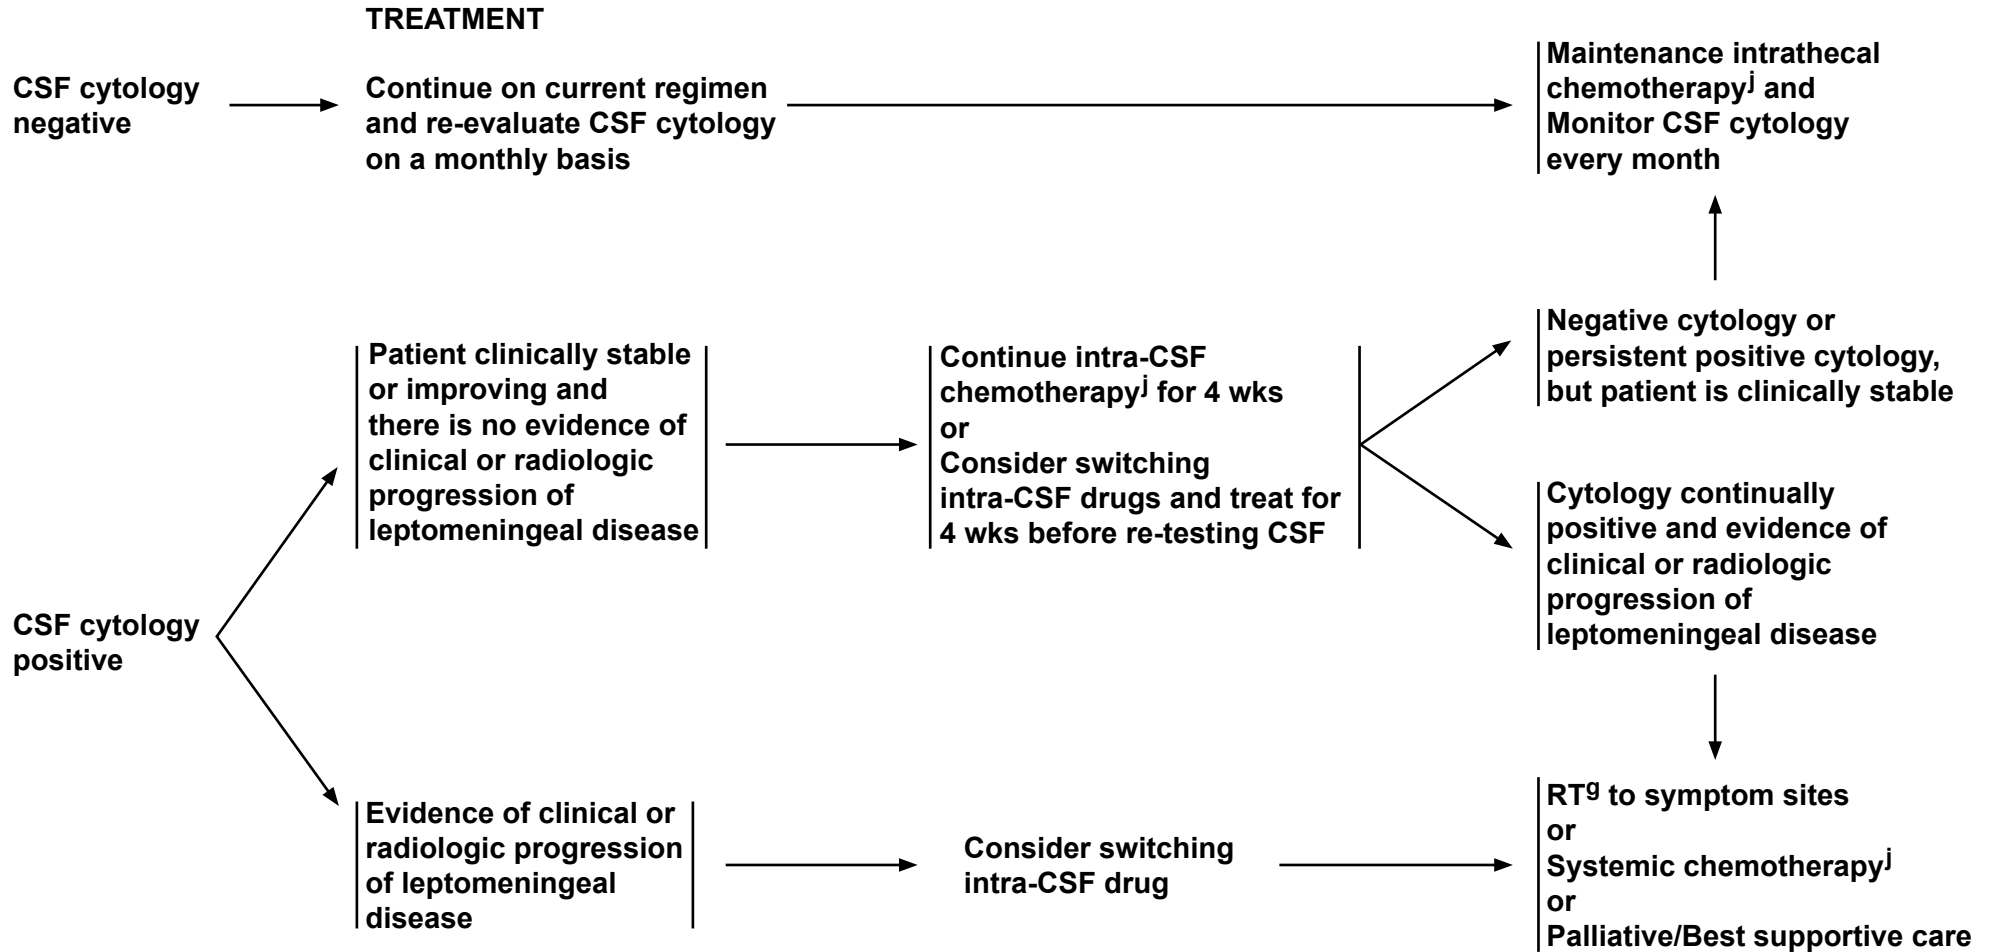 TREATMENT
CSF cytology
negative
Continue on current regimen
and re-evaluate CSF cytology
on a monthly basis
Maintenance intrathecal
chemotherapyj and
Monitor CSF cytology
every month
CSF cytology
positive
Patient clinically stable
or improving and
there is no evidence of
clinical or radiologic
progression of
leptomeningeal disease
Continue intra-CSF
chemotherapyj for 4 wks
or
Consider switching
intra-CSF drugs and treat for
4 wks before re-testing CSF
Negative cytology or
persistent positive cytology,
but patient is clinically stable
Cytology continually
positive and evidence of
clinical or radiologic
progression of
leptomeningeal disease
Evidence of clinical or
radiologic progression
of leptomeningeal
disease
Consider switching
intra-CSF drug
RTg to symptom sites
or
Systemic chemotherapyj
or
Palliative/Best supportive care